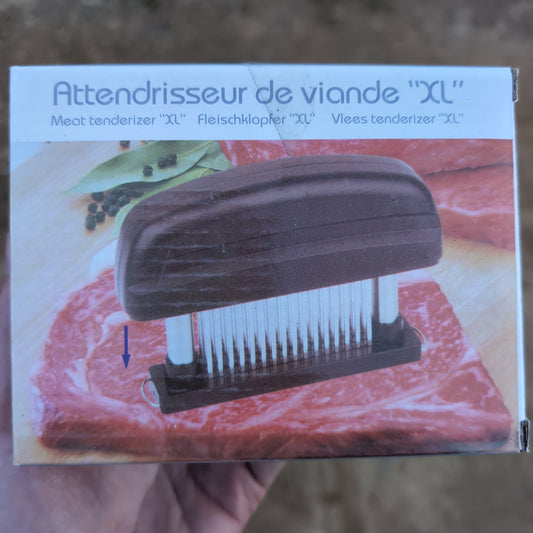 Attendrisseur de viande "XL"
Meat tenderizer "XL" Fleischklopfer "XL" Vlees tenderizer "XL"